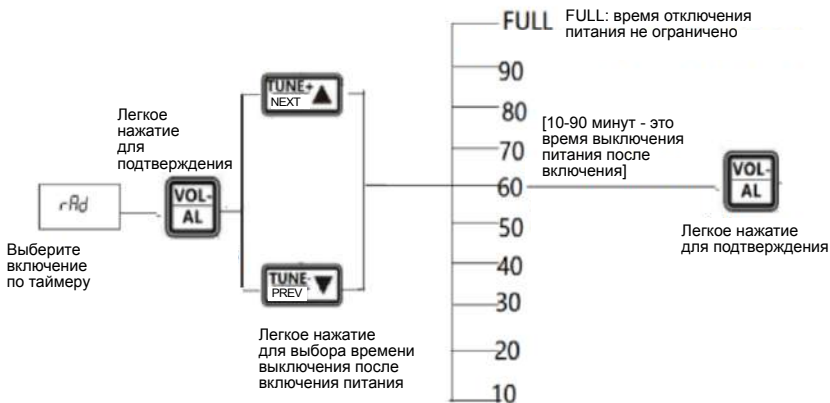 FULL
FULL: время отключения
питания не ограничено
90
80
70
60
50
40
30
20
10
[10-90 минут - это
время выключения
питания после
включения]
TUNE+
NEXT
Легкое
нажатие
для
подтверждения
rAd
VOL-
AL
Выберите
включение
по таймеру
TUNE-
PREV
Легкое нажатие
для выбора времени
выключения после
включения питания
VOL-
AL
Легкое нажатие
для подтверждения